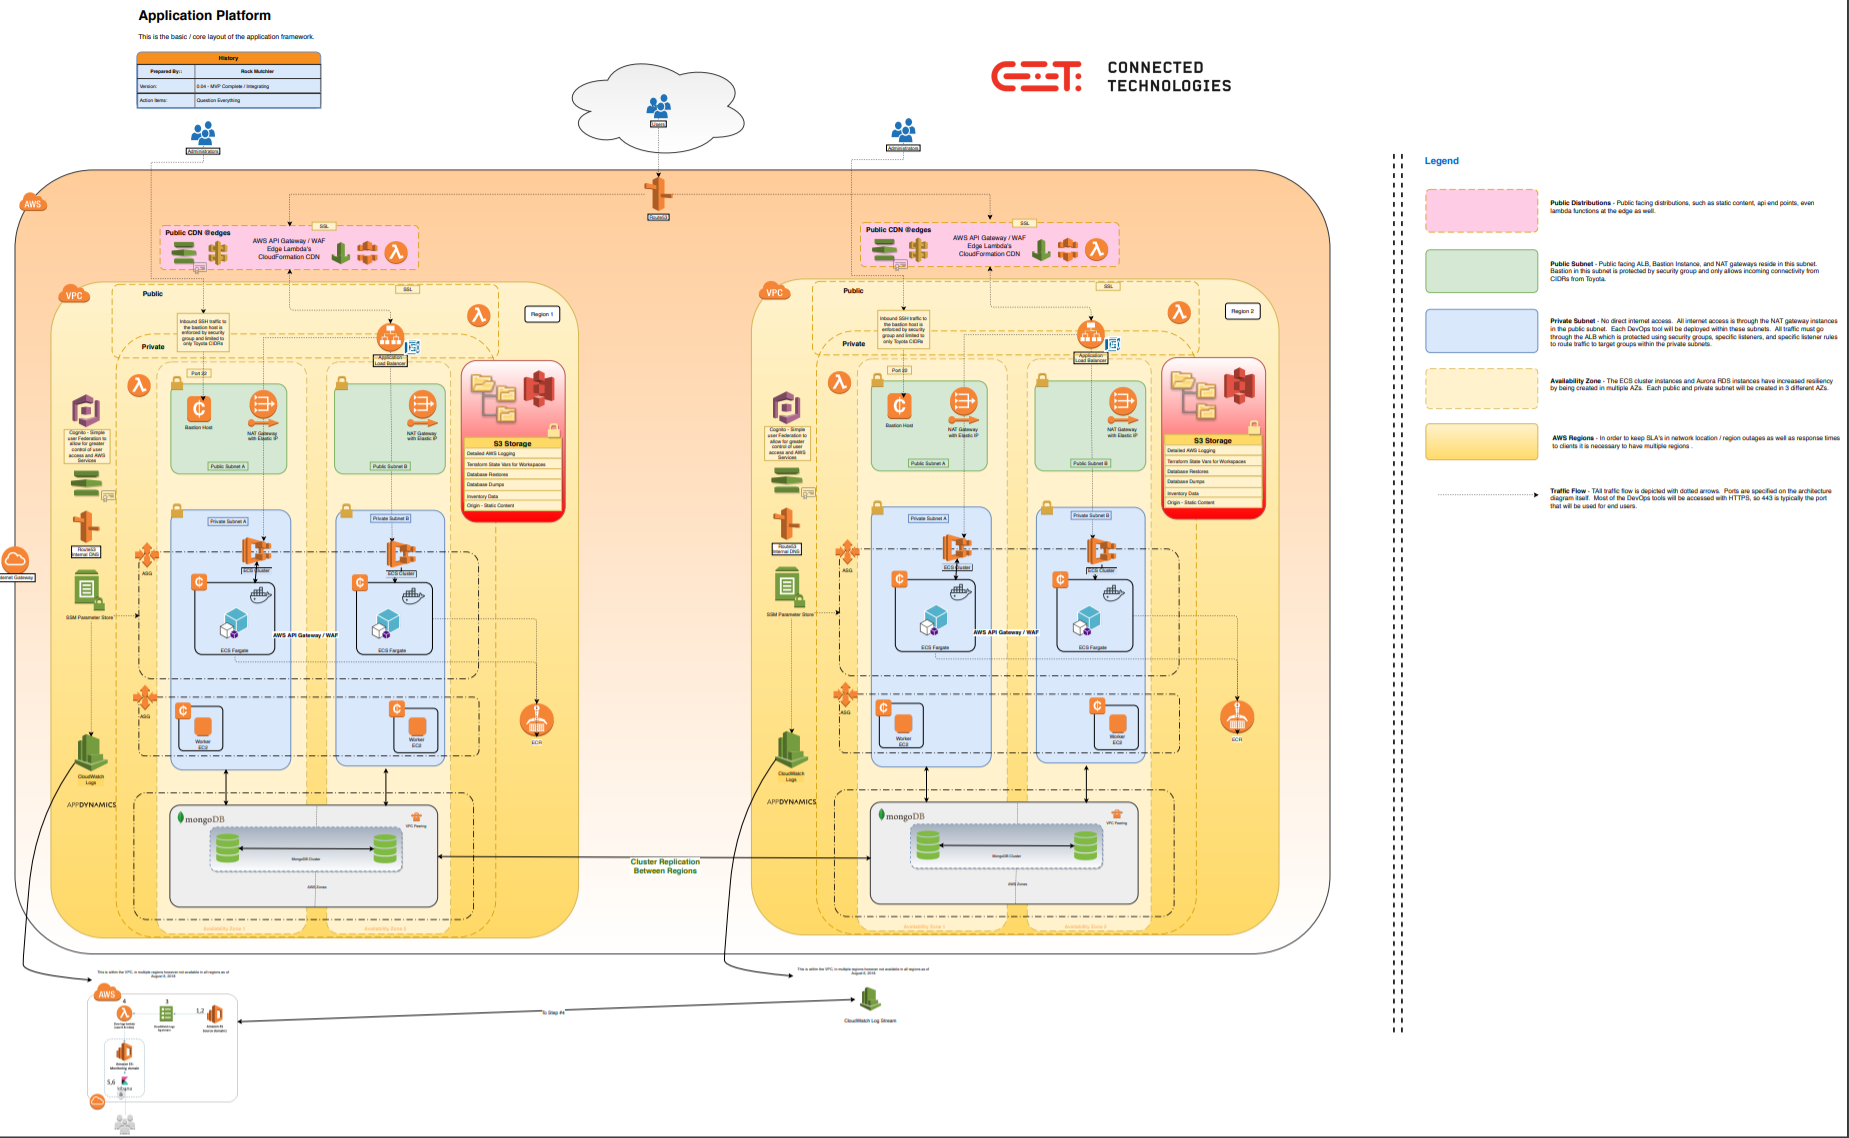 Application Platform
This is the basic / core layout of the application framework.
History
Prepared By:: Rock Mutchler
Version: 0.04 - MVP Complete / Integrating
Action Items: Question Everything
CONNECTED
TECHNOLOGIES
Administrators
Users
Administrators
AWS
Route53
SSL
Public CDN @edges
AWS API Gateway / WAF
Edge Lambda's
CloudFormation CDN
SSL
Public CDN @edges
AWS API Gateway / WAF
Edge Lambda's
CloudFormation CDN
VPC
Public
SSL
Region 1
Inbound SSH traffic to
the bastion host is
enforced by security
group and limited to
only Toyota CIDRs
Private
Application
Load Balancer
Port 22
Bastion Host
NAT Gateway
with Elastic IP
Public Subnet A
NAT Gateway
with Elastic IP
Public Subnet B
Cognito - Simple
user Federation to
allow for greater
control of user
access and AWS
Services
S3 Storage
Detailed AWS Logging
Terraform State Vars for Workspaces
Database Restores
Database Dumps
Inventory Data
Origin - Static Content
Private Subnet A
Private Subnet B
Route53
Internal DNS
ASG
ECS Cluster
ECS Cluster
Internet Gateway
SSM Parameter Store
AWS API Gateway / WAF
ECS Fargate
ECS Fargate
ASG
Worker
EC2
Worker
EC2
ECR
CloudWatch
Logs
APPDYNAMICS
mongoDB
VPC Peering
MongoDB Cluster
AWS Zones
Availability Zone 1
Availability Zone 2
Cluster Replication
Between Regions
VPC
Public
SSL
Region 2
Inbound SSH traffic to
the bastion host is
enforced by security
group and limited to
only Toyota CIDRs
Private
Application
Load Balancer
Port 22
Bastion Host
NAT Gateway
with Elastic IP
Public Subnet A
NAT Gateway
with Elastic IP
Public Subnet B
Cognito - Simple
user Federation to
allow for greater
control of user
access and AWS
Services
S3 Storage
Detailed AWS Logging
Terraform State Vars for Workspaces
Database Restores
Database Dumps
Inventory Data
Origin - Static Content
Private Subnet A
Private Subnet B
Route53
Internal DNS
ASG
ECS Cluster
ECS Cluster
SSM Parameter Store
AWS API Gateway / WAF
ECS Fargate
ECS Fargate
ASG
Worker
EC2
Worker
EC2
ECR
CloudWatch
Logs
APPDYNAMICS
mongoDB
VPC Peering
MongoDB Cluster
AWS Zones
Availability Zone 1
Availability Zone 2
This is within the VPC, in multiple regions however not available in all regions as of
August 6, 2018
This is within the VPC, in multiple regions however not available in all regions as of
August 6, 2018
AWS
4
3
1,2
5,6
To Step #4
CloudWatch Log Stream
Legend
Public Distributions - Public facing distributions, such as static content, api end points, even
lambda functions at the edge as well.
Public Subnet - Public facing ALB, Bastion Instance, and NAT gateways reside in this subnet.
Bastion in this subnet is protected by security group and only allows incoming connectivity from
CIDRs from Toyota.
Private Subnet - No direct internet access. All internet access is through the NAT gateway instances
in the public subnet. Each DevOps tool will be deployed within these subnets. All traffic must go
through the ALB which is protected using security groups, specific listeners, and specific listener rules
to route traffic to target groups within the private subnets.
Availability Zone - The ECS cluster instances and Aurora RDS instances have increased resiliency
by being created in multiple AZs. Each public and private subnet will be created in 3 different AZs.
AWS Regions - In order to keep SLA's in network location / region outages as well as response times
to clients it is necessary to have multiple regions .
Traffic Flow - TAll traffic flow is depicted with dotted arrows. Ports are specified on the architecture
diagram itself. Most of the DevOps tools will be accessed with HTTPS, so 443 is typically the port
that will be used for end users.